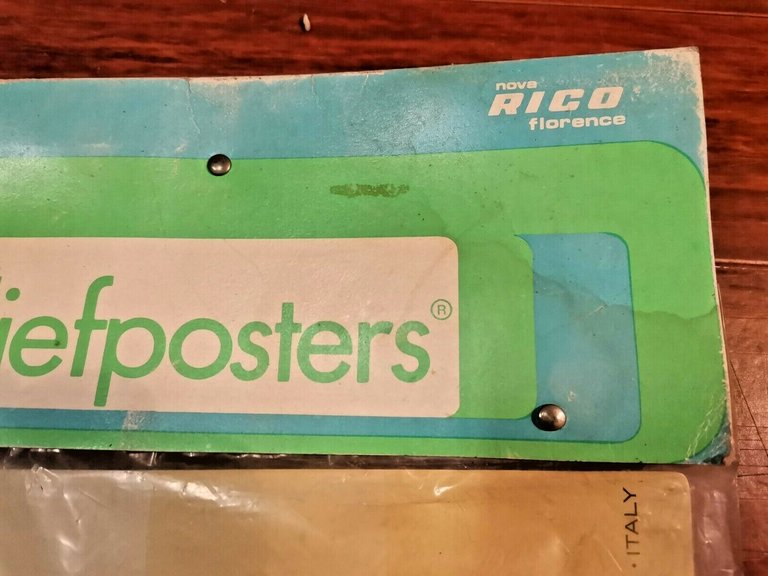 nova
RICO
florence
iefposters®
· ITALY